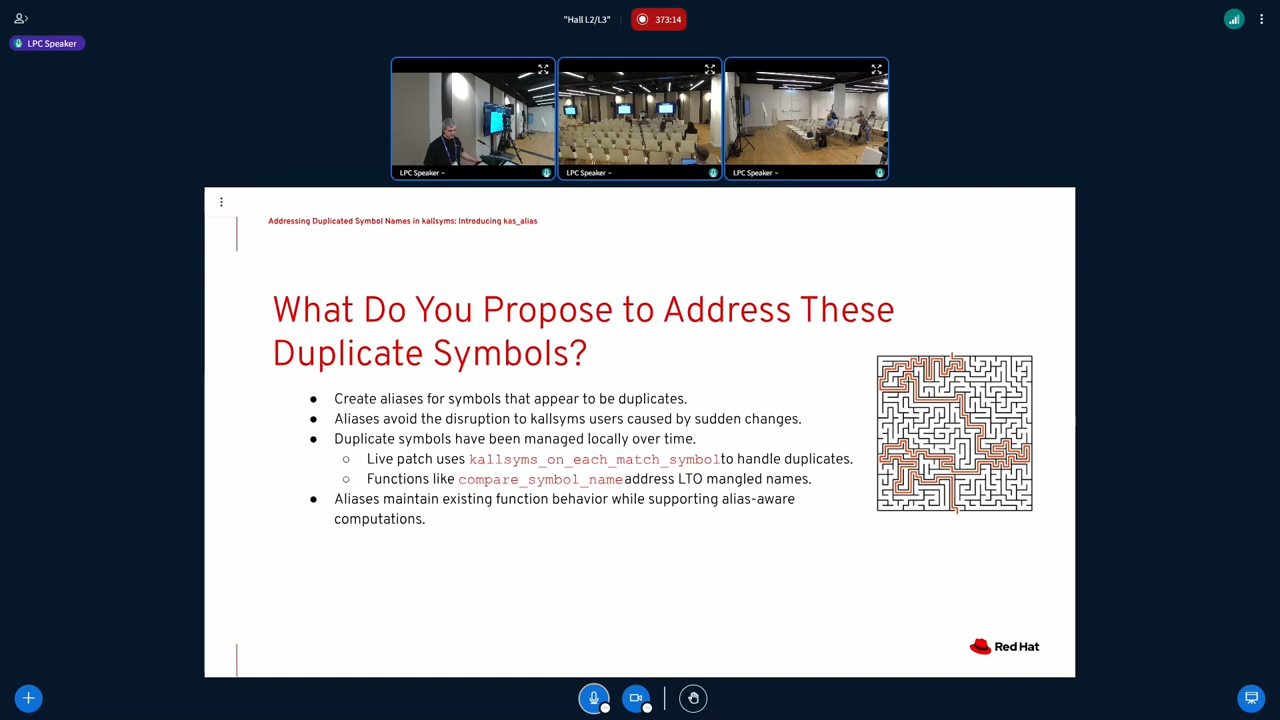 "Hall L2/L3"
373:14
LPC Speaker
LPC Speaker
LPC Speaker
LPC Speaker
Addressing Duplicated Symbol Names in kallsyms: Introducing kas_alias
What Do You Propose to Address These
Duplicate Symbols?
● Create aliases for symbols that appear to be duplicates.
● Aliases avoid the disruption to kallsyms users caused by sudden changes.
● Duplicate symbols have been managed locally over time.
○ Live patch uses kallsyms_on_each_match_symbolto handle duplicates.
○ Functions like compare_symbol_nameaddress LTO mangled names.
● Aliases maintain existing function behavior while supporting alias-aware
computations.
Red Hat